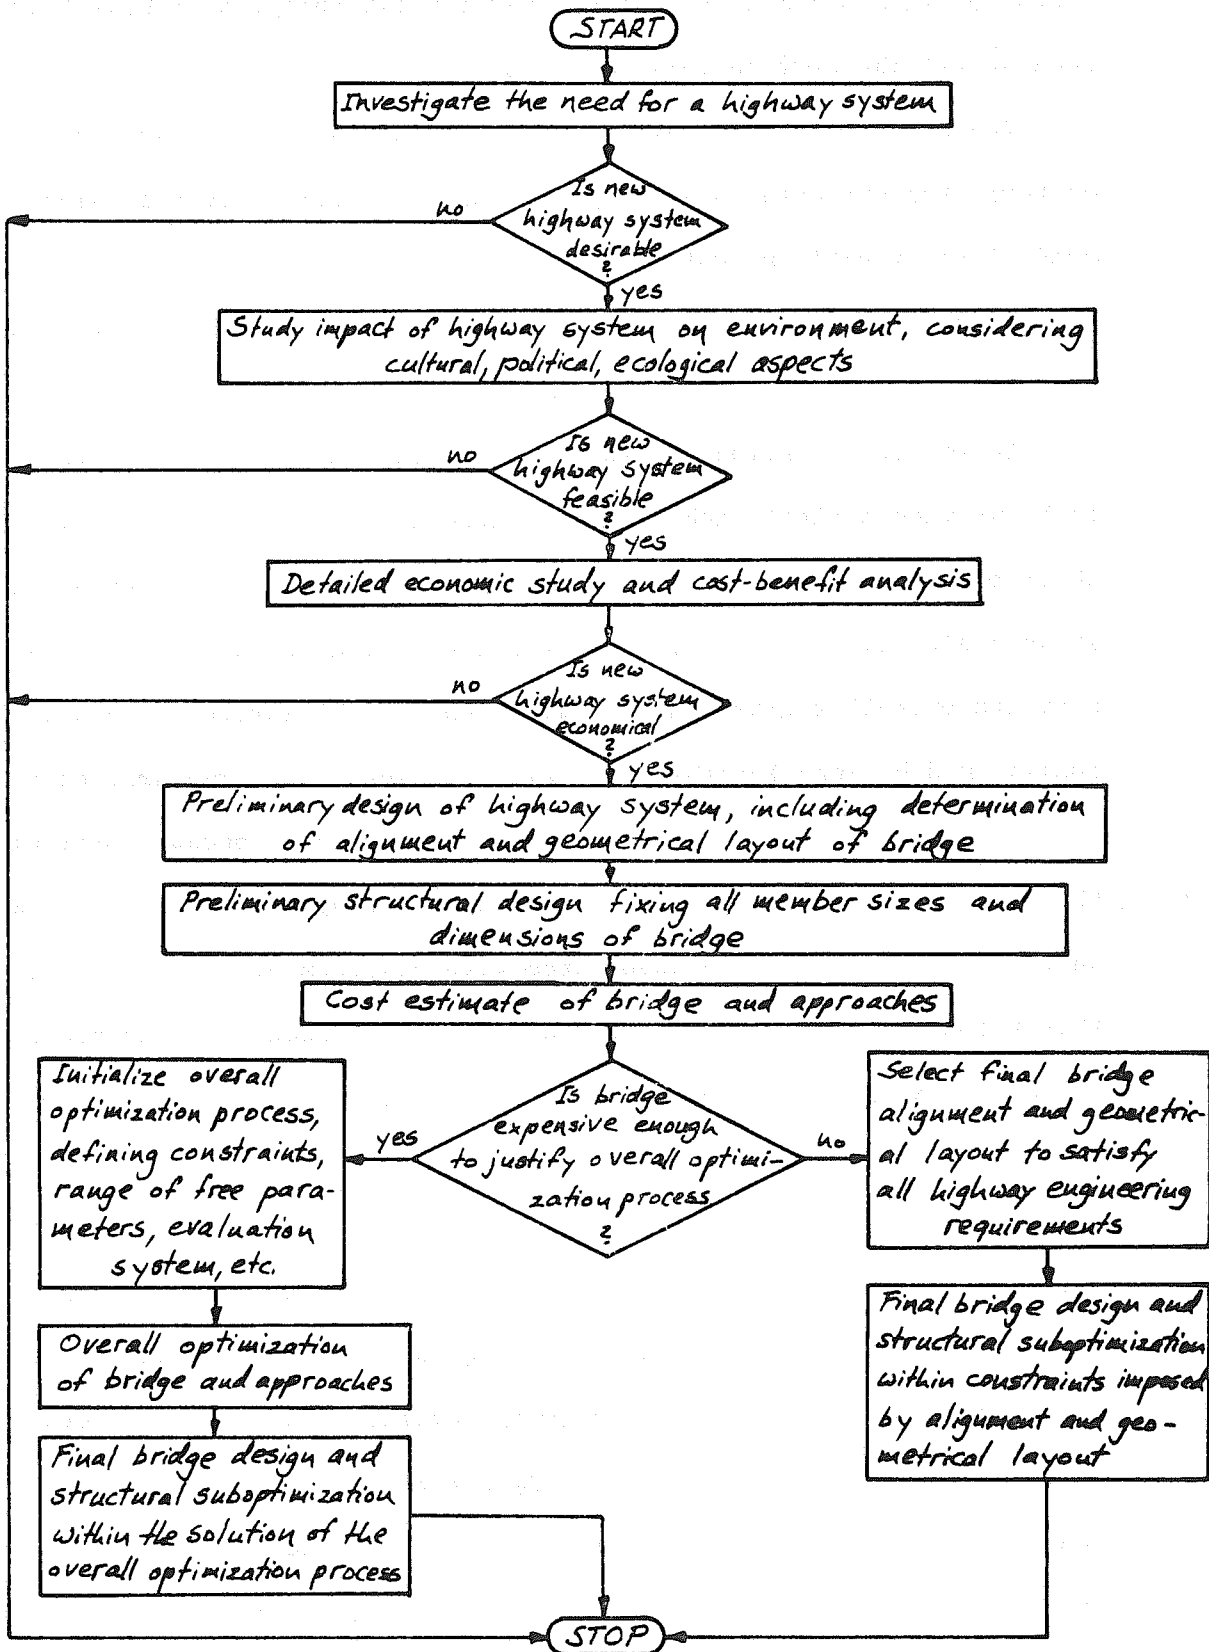 START
Investigate the need for a highway system
Is new
highway system
desirable
?
no
yes
Study impact of highway system on environment, considering
cultural, political, ecological aspects
Is new
highway system
feasible
?
no
yes
Detailed economic study and cost-benefit analysis
Is new
highway system
economical
?
no
yes
Preliminary design of highway system, including determination
of alignment and geometrical layout of bridge
Preliminary structural design fixing all member sizes and
dimensions of bridge
Cost estimate of bridge and approaches
Is bridge
expensive enough
to justify overall optimi-
zation process
?
yes
no
Initialize overall
optimization process,
defining constraints,
range of free para-
meters, evaluation
system, etc.
Overall optimization
of bridge and approaches
Final bridge design and
structural suboptimization
within the solution of the
overall optimization process
Select final bridge
alignment and geometric-
al layout to satisfy
all highway engineering
requirements
Final bridge design and
structural suboptimization
within constraints imposed
by alignment and geo-
metrical layout
STOP